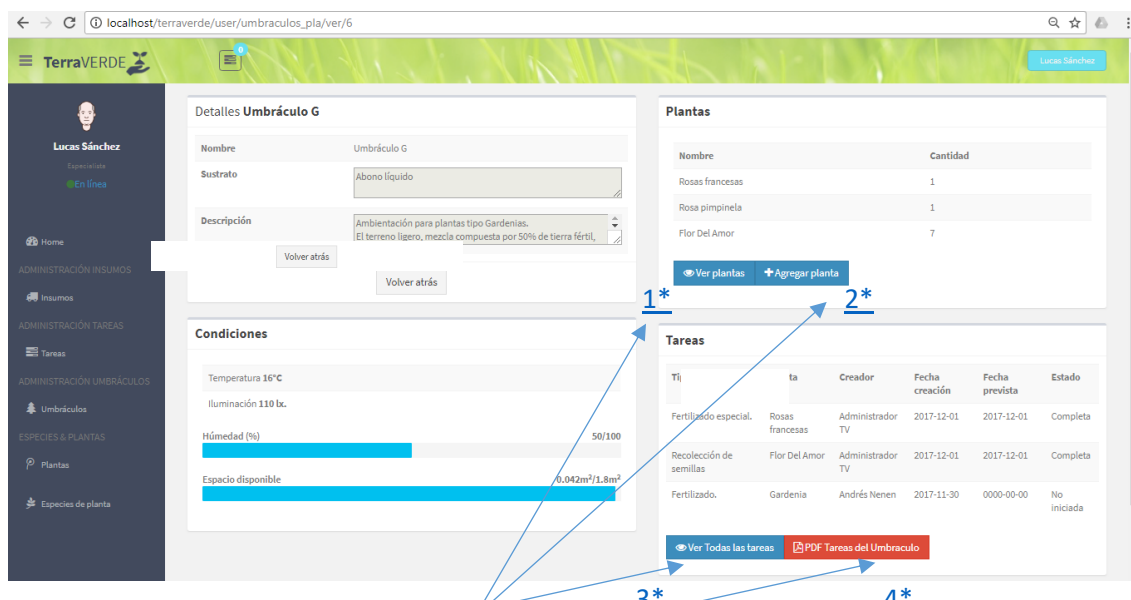 localhost/terraverde/user/umbraculos_pla/ver/6
TerraVERDE
0
Lucas Sánchez
Lucas Sánchez
Especialista
En línea
Home
ADMINISTRACIÓN INSUMOS
Insumos
ADMINISTRACIÓN TAREAS
Tareas
ADMINISTRACIÓN UMBRÁCULOS
Umbráculos
ESPECIES & PLANTAS
Plantas
Especies de planta
Detalles Umbráculo G
Nombre Umbráculo G
Sustrato Abono líquido
Descripción Ambientación para plantas tipo Gardenias.
El terreno ligero, mezcla compuesta por 50% de tierra fértil,
Volver atrás
Volver atrás
Condiciones
Temperatura 16°C
Iluminación 110 lx.
Húmedad (%) 50/100
Espacio disponible 0.042m²/1.8m²
Plantas
Nombre Cantidad
Rosas francesas 1
Rosa pimpinela 1
Flor Del Amor 7
Ver plantas Agregar planta
1* 2*
Tareas
Creador Fecha creación Fecha prevista Estado
Fertilizado especial. Rosas francesas Administrador TV 2017-12-01 2017-12-01 Completa
Recolección de semillas Flor Del Amor Administrador TV 2017-12-01 2017-12-01 Completa
Fertilizado. Gardenia Andrés Nenen 2017-11-30 0000-00-00 No iniciada
Ver Todas las tareas PDF Tareas del Umbraculo
3* 4*